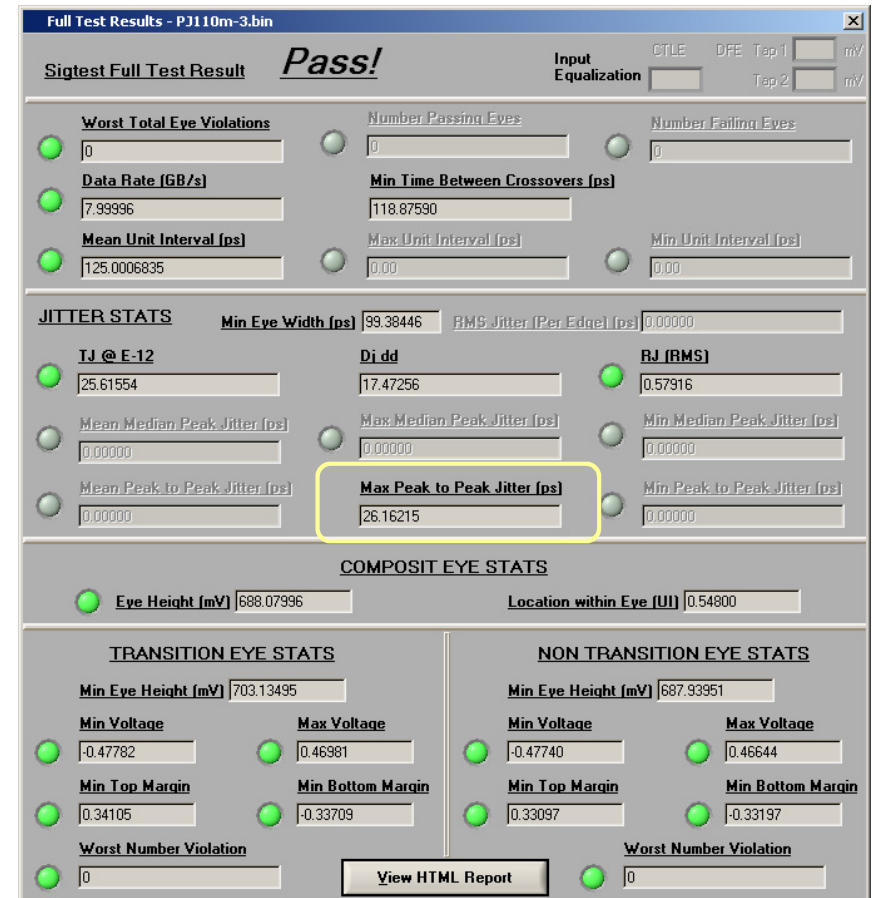 Full Test Results - PJ110m-3.bin
Sigtest Full Test Result Pass! Input Equalization CTLE DFE Tap 1 mV
Tap 2 mV
Worst Total Eye Violations Number Passing Eyes Number Failing Eyes
0 0 0
Data Rate (GB/s) Min Time Between Crossovers (ps)
7.99996 118.87590
Mean Unit Interval (ps) Max Unit Interval (ps) Min Unit Interval (ps)
125.0006835 0.00 0.00
JITTER STATS Min Eye Width (ps) 99.38446 RMS Jitter (Per Edge) (ps) 0.00000
TJ @ E-12 Dj dd RJ (RMS)
25.61554 17.47256 0.57916
Mean Median Peak Jitter (ps) Max Median Peak Jitter (ps) Min Median Peak Jitter (ps)
0.00000 0.00000 0.00000
Mean Peak to Peak Jitter (ps) Max Peak to Peak Jitter (ps) Min Peak to Peak Jitter (ps)
0.00000 26.16215 0.00000
COMPOSIT EYE STATS
Eye Height (mV) 688.07996 Location within Eye (UI) 0.54800
TRANSITION EYE STATS NON TRANSITION EYE STATS
Min Eye Height (mV) 703.13495 Min Eye Height (mV) 687.93951
Min Voltage Max Voltage Min Voltage Max Voltage
-0.47782 0.46981 -0.47740 0.46644
Min Top Margin Min Bottom Margin Min Top Margin Min Bottom Margin
0.34105 -0.33709 0.33097 -0.33197
Worst Number Violation Worst Number Violation
0 View HTML Report 0